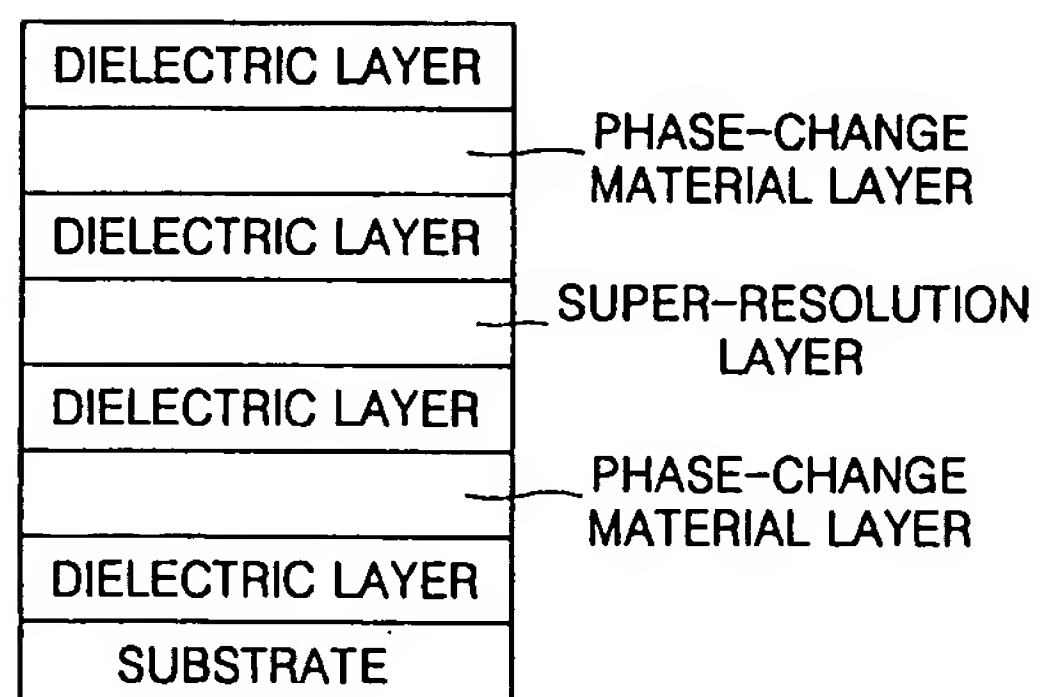 DIELECTRIC LAYER
PHASE-CHANGE
MATERIAL LAYER
DIELECTRIC LAYER
SUPER-RESOLUTION
LAYER
DIELECTRIC LAYER
PHASE-CHANGE
MATERIAL LAYER
DIELECTRIC LAYER
SUBSTRATE